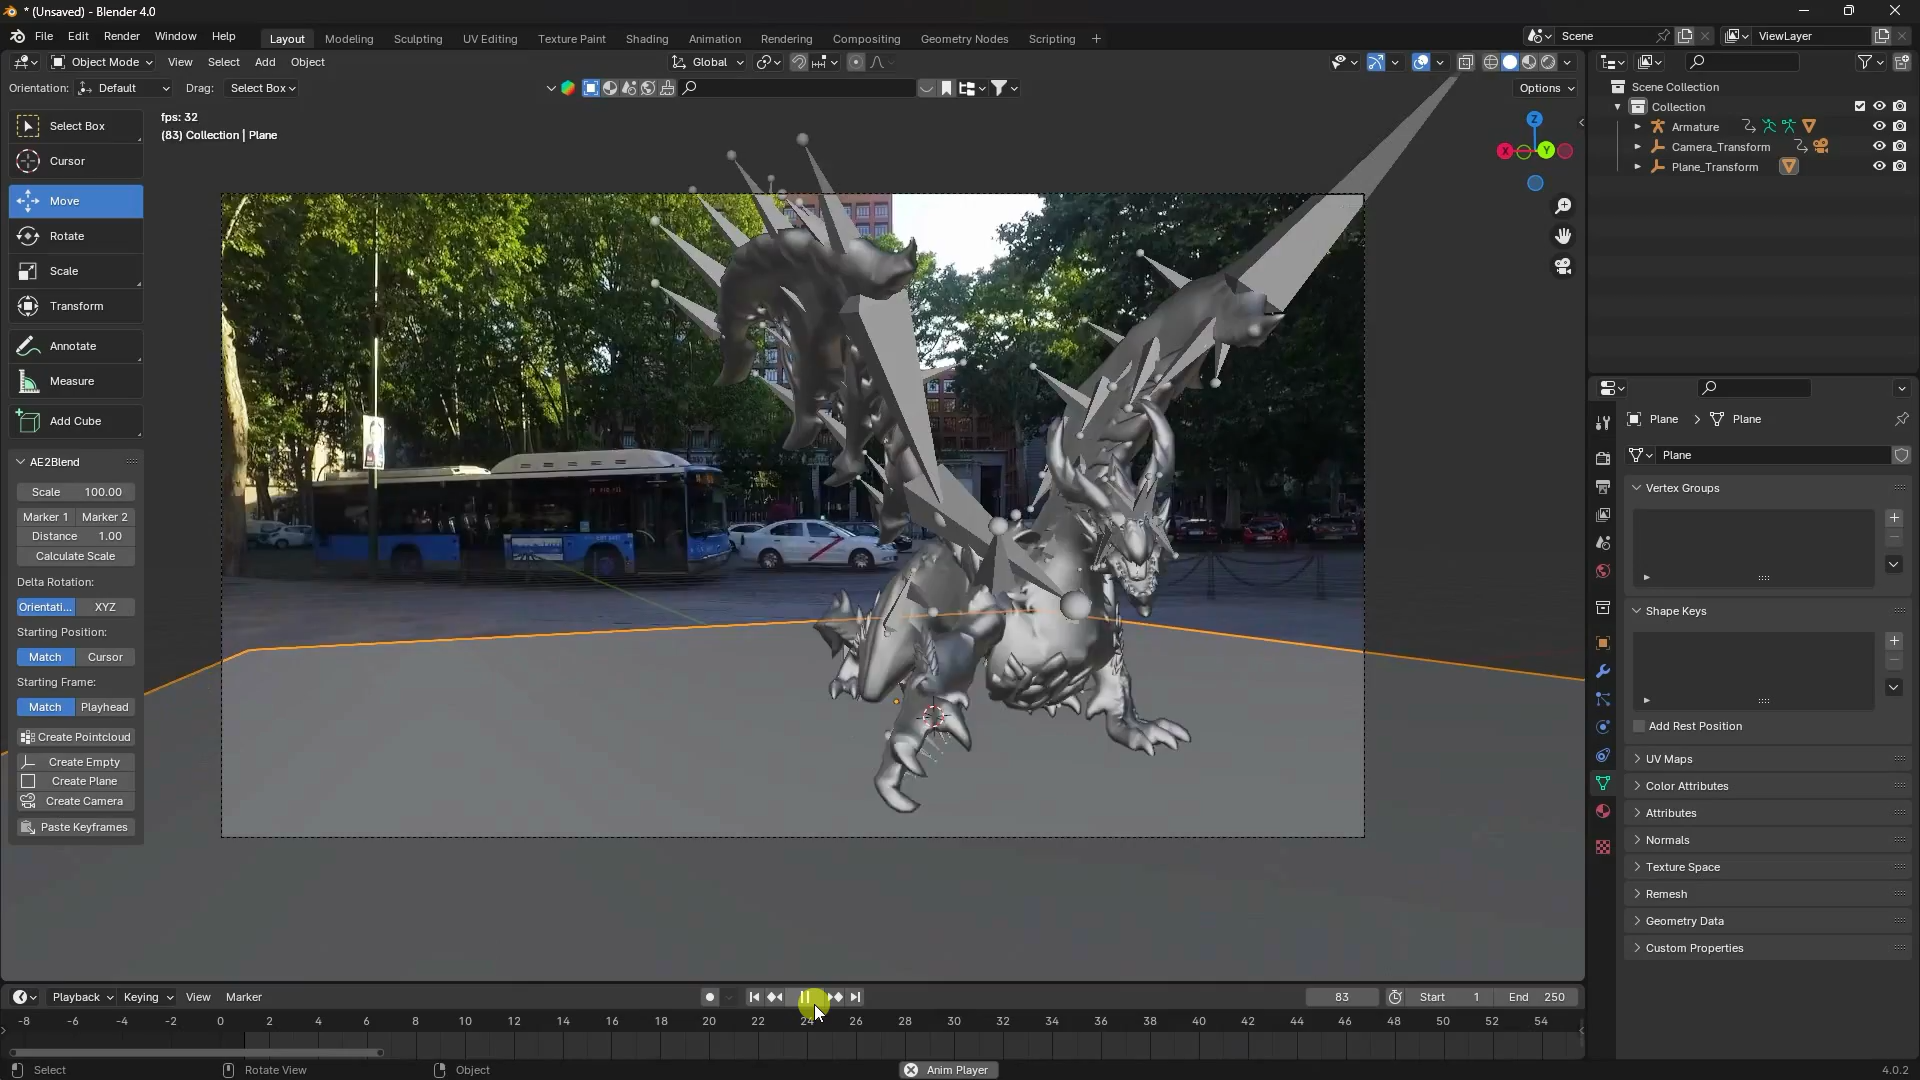 * (Unsaved) - Blender 4.0
File Edit Render Window Help
Layout Modeling Sculpting UV Editing Texture Paint Shading Animation Rendering Compositing Geometry Nodes Scripting
Scene
ViewLayer
Object Mode View Select Add Object
Global
Orientation: Default Drag: Select Box
Options
Select Box
Cursor
Move
Rotate
Scale
Transform
Annotate
Measure
Add Cube
AE2Blend
Scale 100.00
Marker 1 Marker 2
Distance 1.00
Calculate Scale
Delta Rotation:
Orientati... XYZ
Starting Position:
Match Cursor
Starting Frame:
Match Playhead
Create Pointcloud
Create Empty
Create Plane
Create Camera
Paste Keyframes
fps: 32
(83) Collection | Plane
Z
X
Y
Scene Collection
Collection
Armature
Camera_Transform
Plane_Transform
Plane > Plane
Plane
Vertex Groups
Shape Keys
Add Rest Position
UV Maps
Color Attributes
Attributes
Normals
Texture Space
Remesh
Geometry Data
Custom Properties
Playback Keying View Marker
83 Start 1 End 250
-8 -6 -4 -2 0 2 4 6 8 10 12 14 16 18 20 22 24 26 28 30 32 34 36 38 40 42 44 46 48 50 52 54
Select Rotate View Object Anim Player 4.0.2